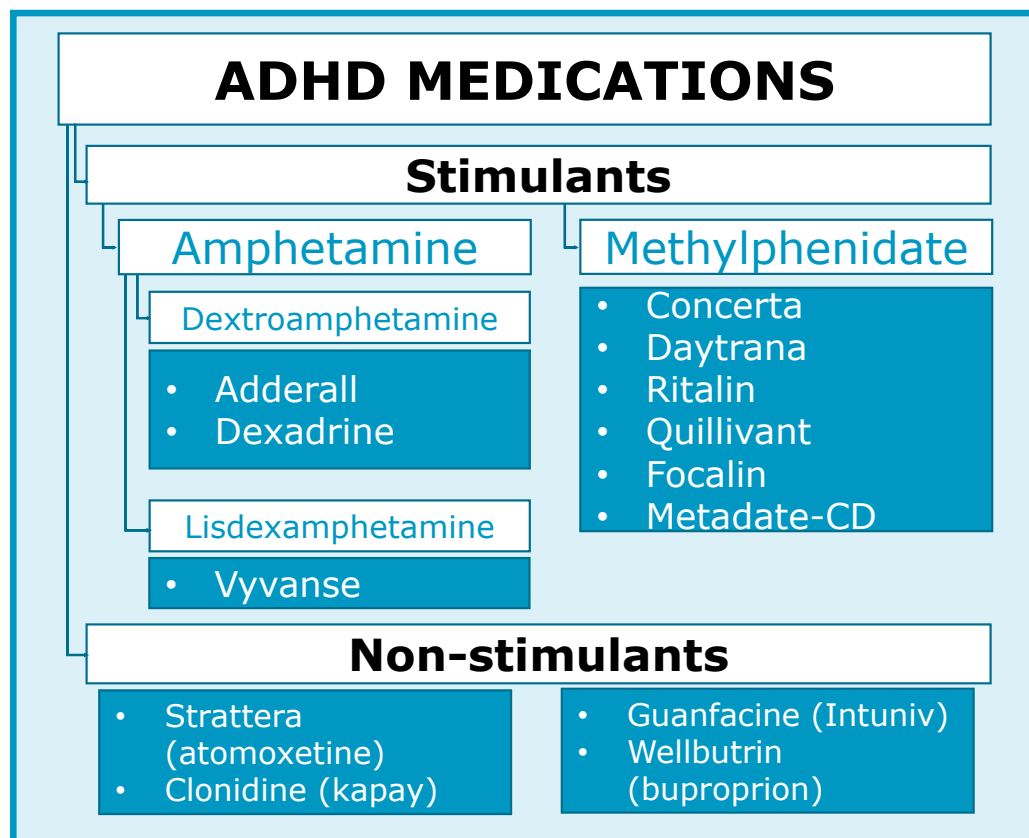 ADHD MEDICATIONS
Stimulants
Amphetamine
Dextroamphetamine
• Adderall
• Dexadrine
Lisdexamphetamine
• Vyvanse
Methylphenidate
• Concerta
• Daytrana
• Ritalin
• Quillivant
• Focalin
• Metadate-CD
Non-stimulants
• Strattera
(atomoxetine)
• Clonidine (kapay)
• Guanfacine (Intuniv)
• Wellbutrin
(buproprion)